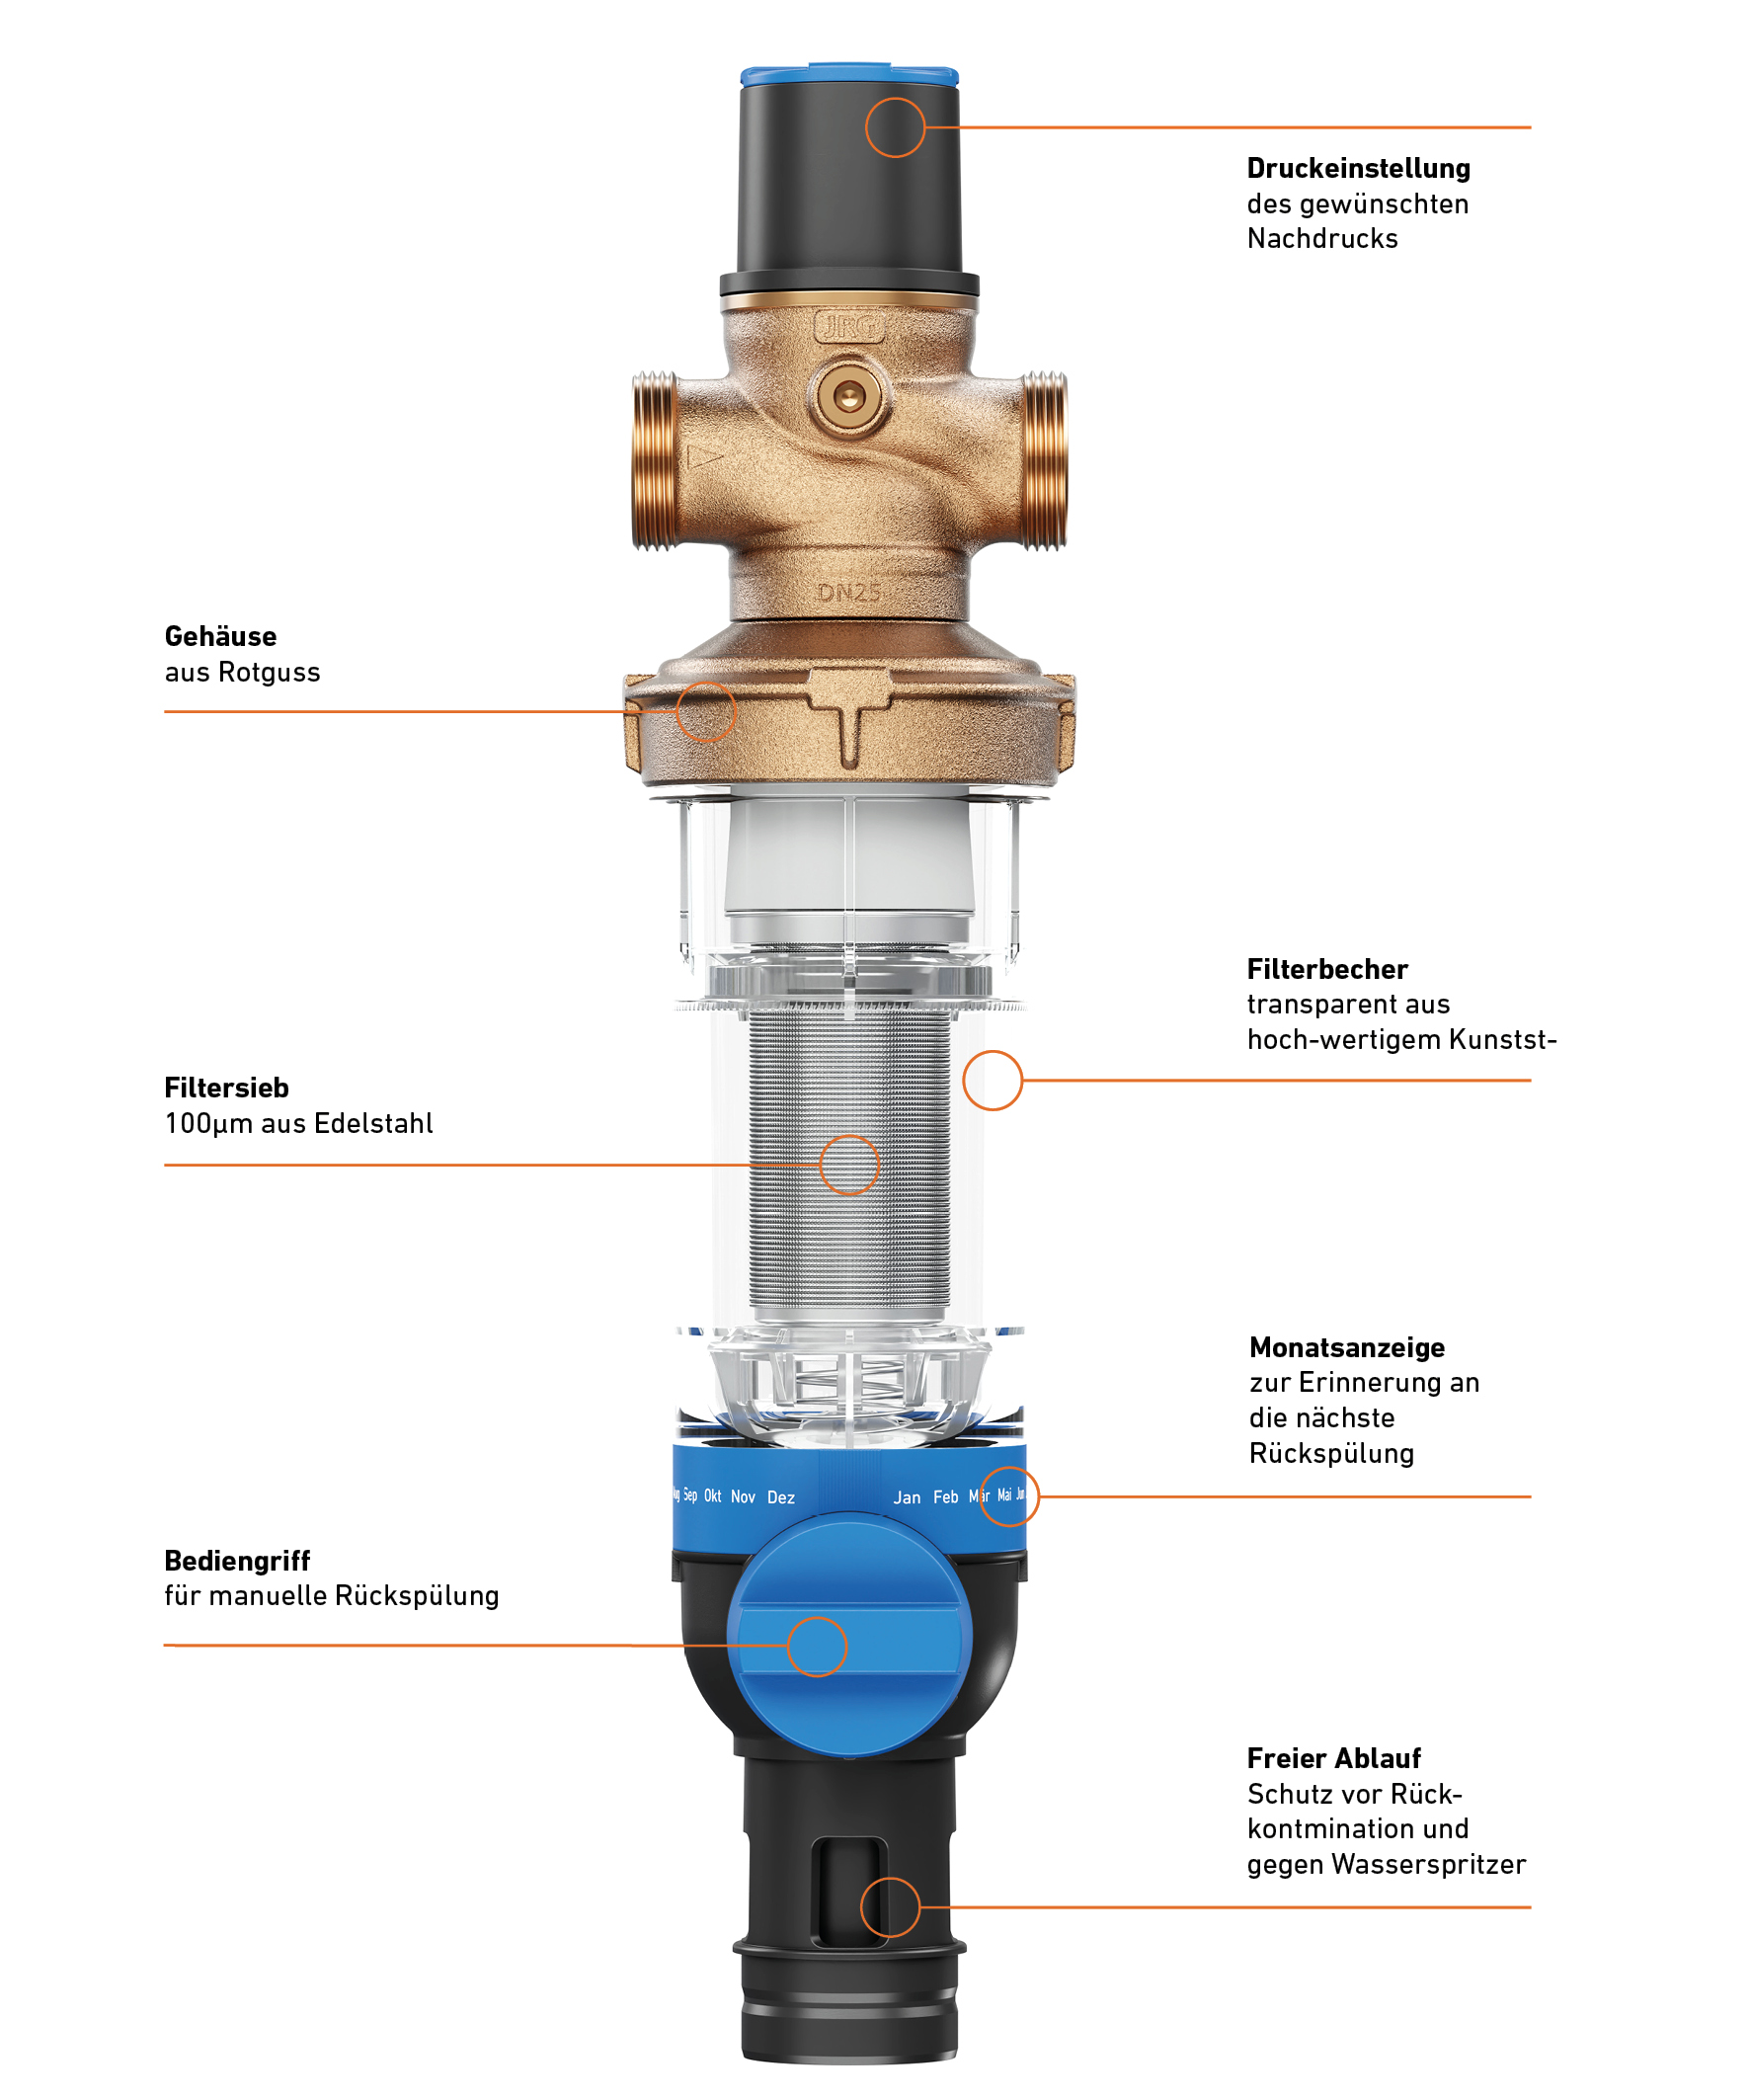 Druckeinstellung
des gewünschten
Nachdrucks
JRG
DN25
Gehäuse
aus Rotguss
Filterbecher
transparent aus
hoch-wertigem Kunstst-
Filtersieb
100µm aus Edelstahl
Monatsanzeige
zur Erinnerung an
die nächste
Rückspülung
Aug Sep Okt Nov Dez Jan Feb Mär Mai Jun
Bediengriff
für manuelle Rückspülung
Freier Ablauf
Schutz vor Rück-
kontmination und
gegen Wasserspritzer